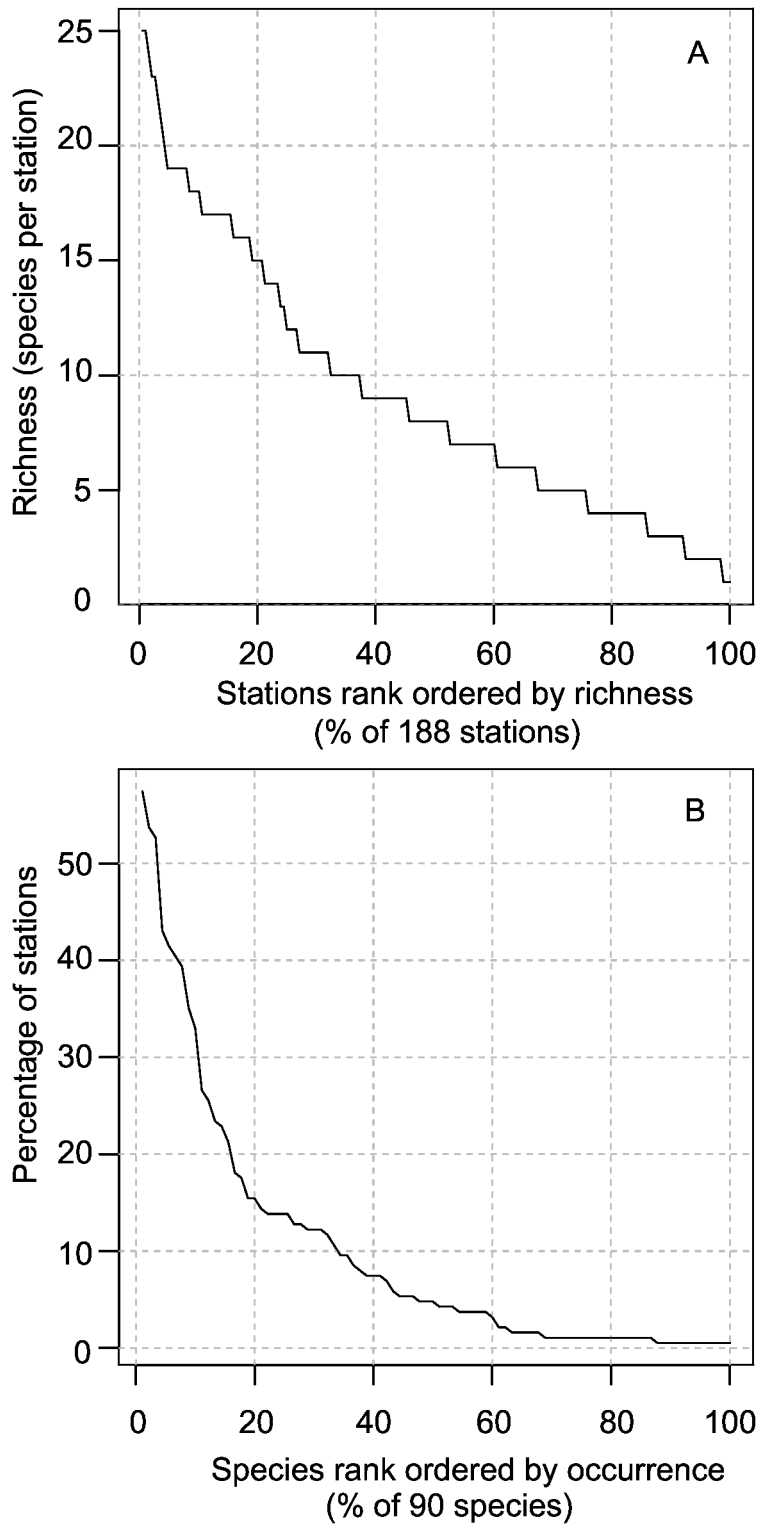 A
Richness (species per station)
25
20
15
10
5
0
0 20 40 60 80 100
Stations rank ordered by richness
(% of 188 stations)
B
Percentage of stations
50
40
30
20
10
0
0 20 40 60 80 100
Species rank ordered by occurrence
(% of 90 species)